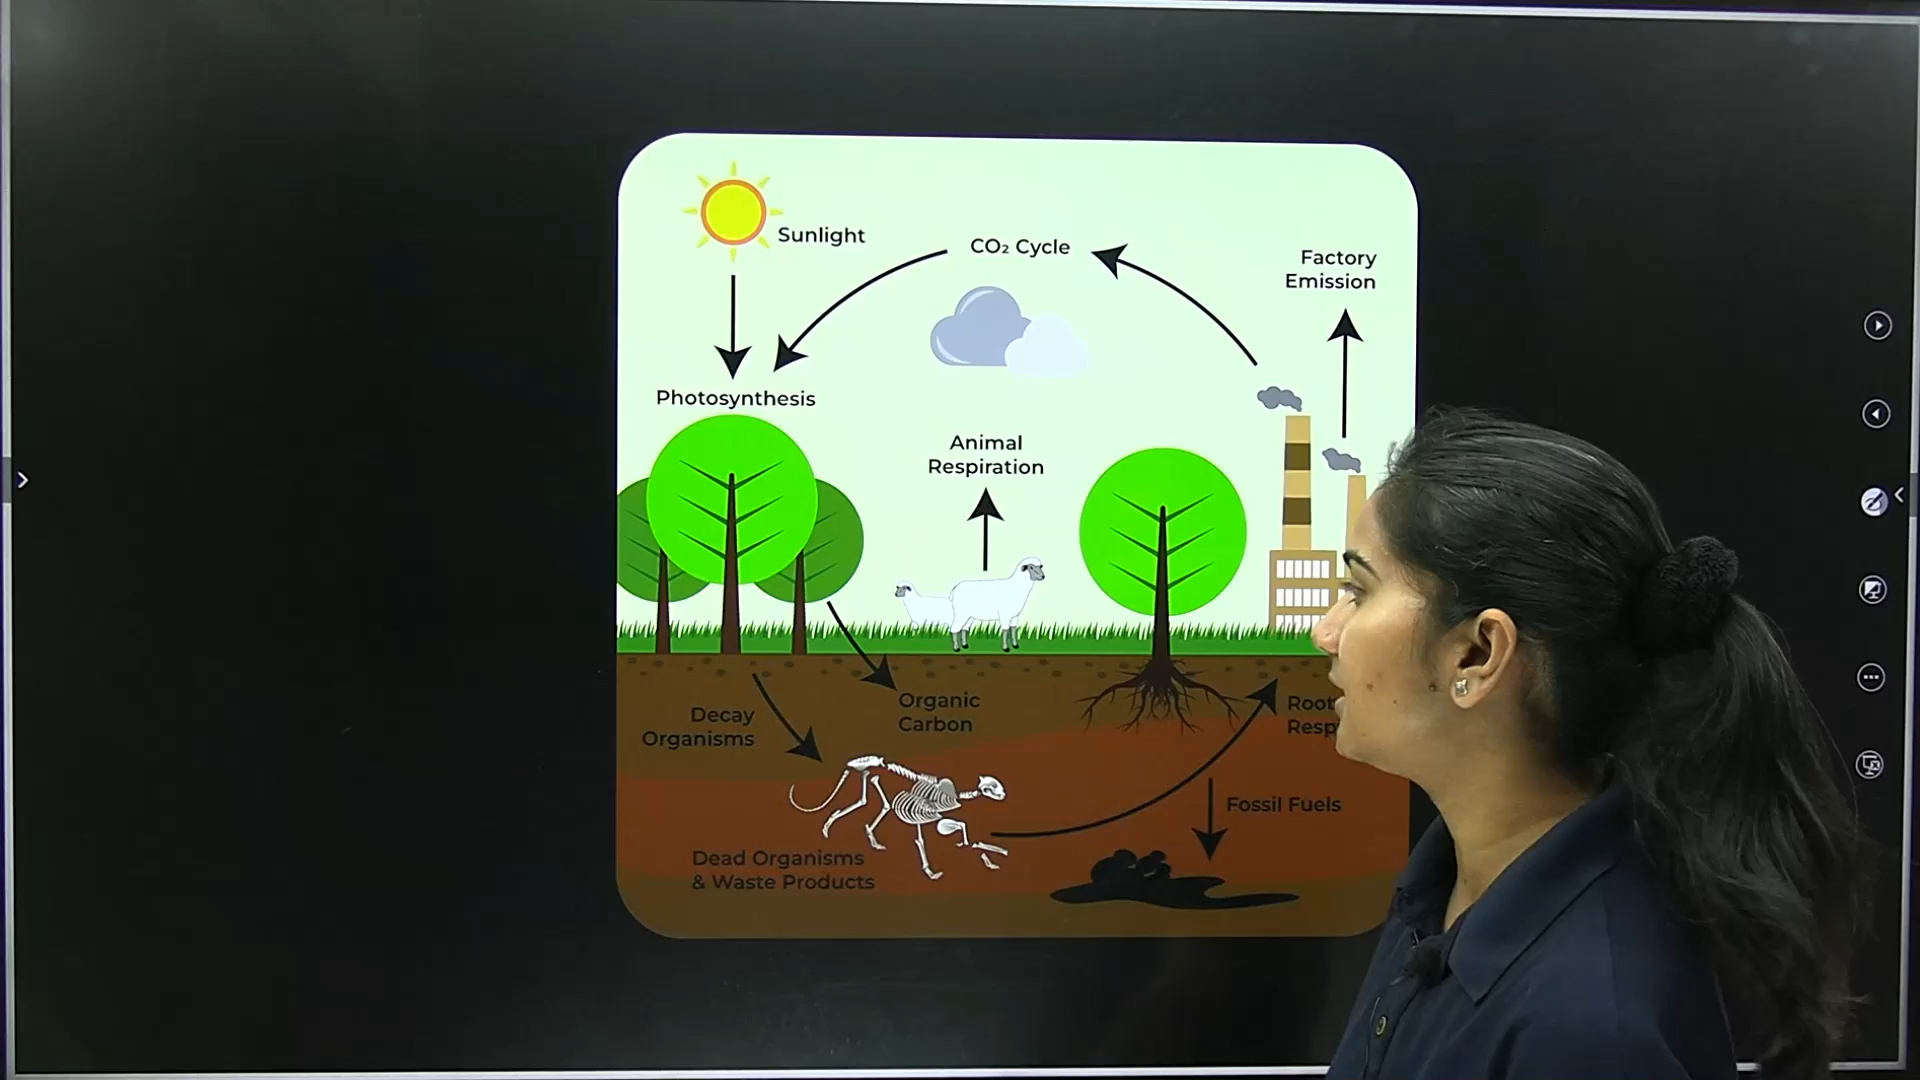 Sunlight
CO₂ Cycle
Factory
Emission
Photosynthesis
Animal
Respiration
Organic
Carbon
Decay
Organisms
Fossil Fuels
Dead Organisms
& Waste Products